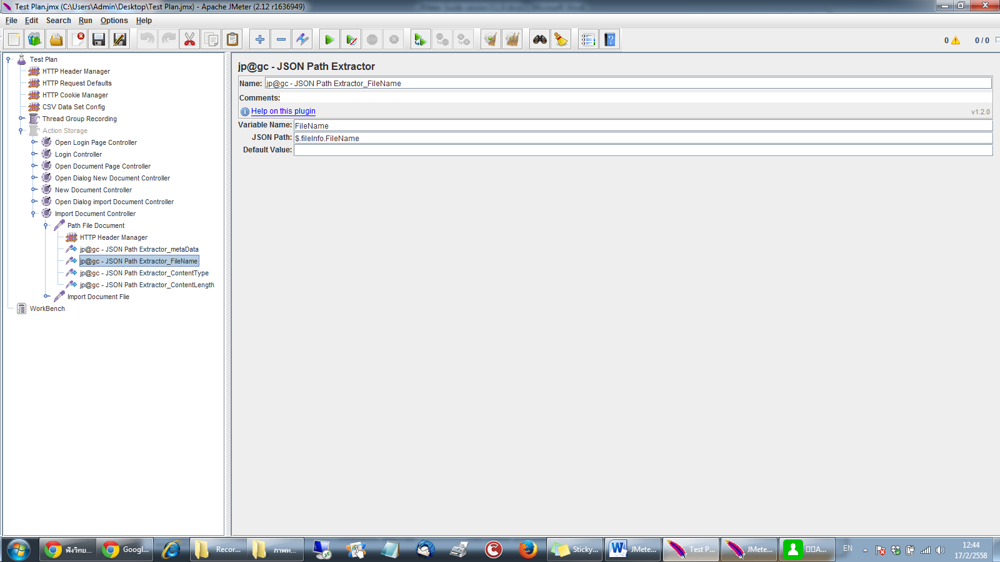 Test Plan.jmx (C:\Users\Admin\Desktop\Test Plan.jmx) - Apache JMeter (2.12 r1636949)
File Edit Search Run Options Help
0 0 / 0
Test Plan
HTTP Header Manager
HTTP Request Defaults
HTTP Cookie Manager
CSV Data Set Config
Thread Group Recording
Action Storage
Open Login Page Controller
Login Controller
Open Document Page Controller
Open Dialog New Document Controller
New Document Controller
Open Dialog import Document Controller
Import Document Controller
Path File Document
HTTP Header Manager
jp@gc - JSON Path Extractor_metaData
jp@gc - JSON Path Extractor_FileName
jp@gc - JSON Path Extractor_ContentType
jp@gc - JSON Path Extractor_ContentLength
Import Document Flie
WorkBench
jp@gc - JSON Path Extractor
Name: jp@gc - JSON Path Extractor_FileName
Comments:
Help on this plugin
v1.2.0
Variable Name: FileName
JSON Path: $.fileInfo.FileName
Default Value:
ฟังวิทย... Googl... Recor... ภาพห... Sticky... JMete... Test P... JMete... A... EN 12:44
17/2/2558